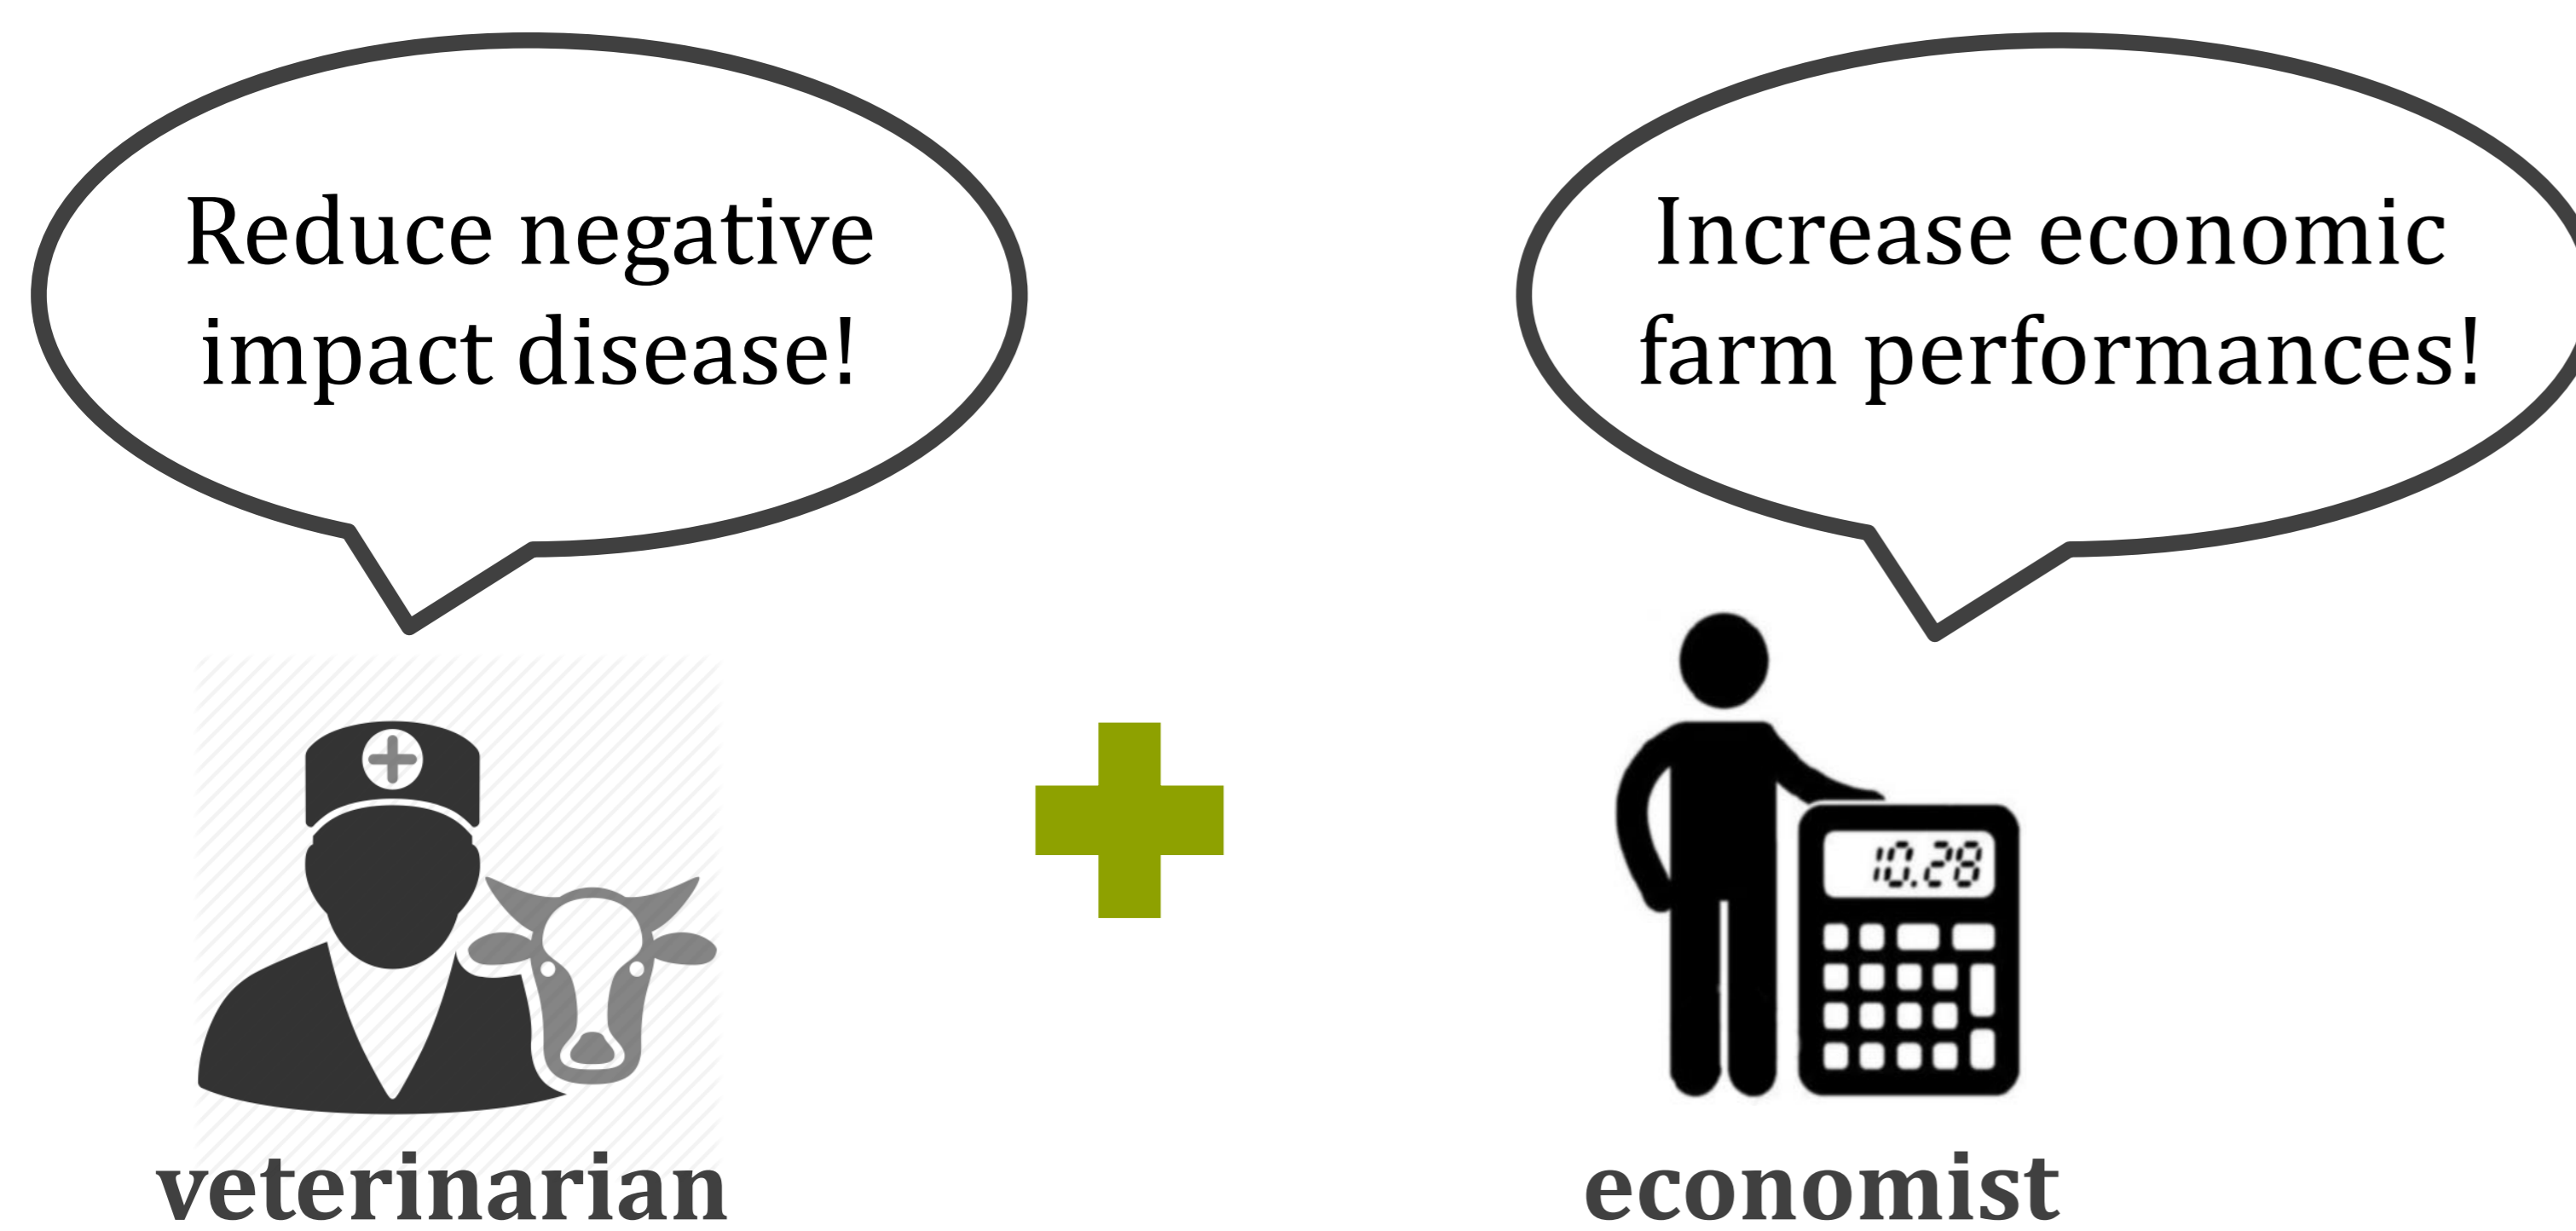 Reduce negative
impact disease!
Increase economic
farm performances!
10.28
veterinarian
economist